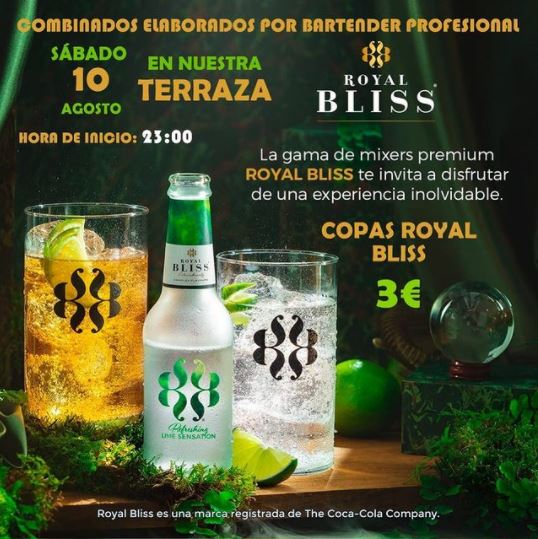 COMBINADOS ELABORADOS POR BARTENDER PROFESIONAL
SÁBADO
10
AGOSTO
EN NUESTRA
TERRAZA
HORA DE INICIO: 23:00
ROYAL
BLISS®
La gama de mixers premium
ROYAL BLISS te invita a disfrutar
de una experiencia inolvidable.
COPAS ROYAL
BLISS
3€
ROYAL
BLISS
Refreshing
LIME SENSATION
Royal Bliss es una marca registrada de The Coca-Cola Company.